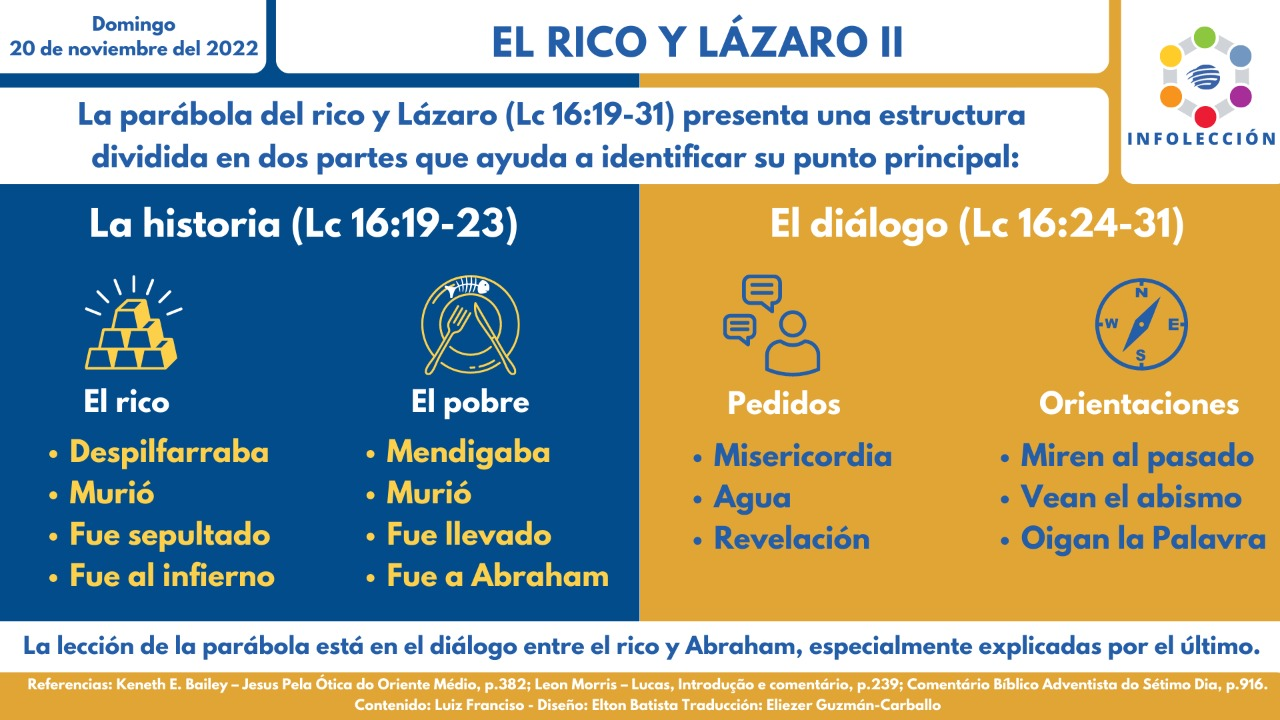 Domingo
20 de noviembre del 2022
EL RICO Y LÁZARO II
INFOLECCIÓN
La parábola del rico y Lázaro (Lc 16:19-31) presenta una estructura
dividida en dos partes que ayuda a identificar su punto principal:
La historia (Lc 16:19-23)
El rico
• Despilfarraba
• Murió
• Fue sepultado
• Fue al infierno
El pobre
• Mendigaba
• Murió
• Fue llevado
• Fue a Abraham
El diálogo (Lc 16:24-31)
Pedidos
• Misericordia
• Agua
• Revelación
N
W E
S
Orientaciones
• Miren al pasado
• Vean el abismo
• Oigan la Palavra
La lección de la parábola está en el diálogo entre el rico y Abraham, especialmente explicadas por el último.
Referencias: Keneth E. Bailey – Jesus Pela Ótica do Oriente Médio, p.382; Leon Morris – Lucas, Introdução e comentário, p.239; Comentário Bíblico Adventista do Sétimo Dia, p.916.
Contenido: Luiz Franciso - Diseño: Elton Batista Traducción: Eliezer Guzmán-Carballo